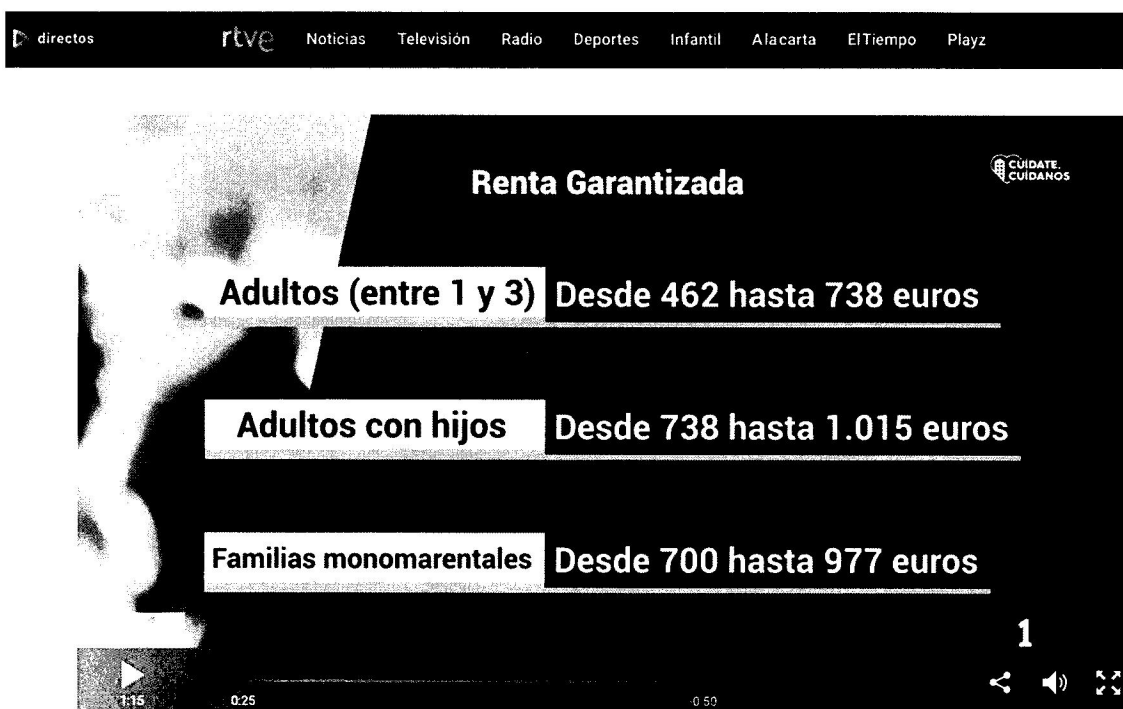 directos rtve Noticias Televisión Radio Deportes Infantil Alacarta ElTiempo Playz
Renta Garantizada
CUÍDATE.
CUÍDANOS
Adultos (entre 1 y 3) Desde 462 hasta 738 euros
Adultos con hijos Desde 738 hasta 1.015 euros
Familias monomarentales Desde 700 hasta 977 euros
1
1:15 0:25 -0:50